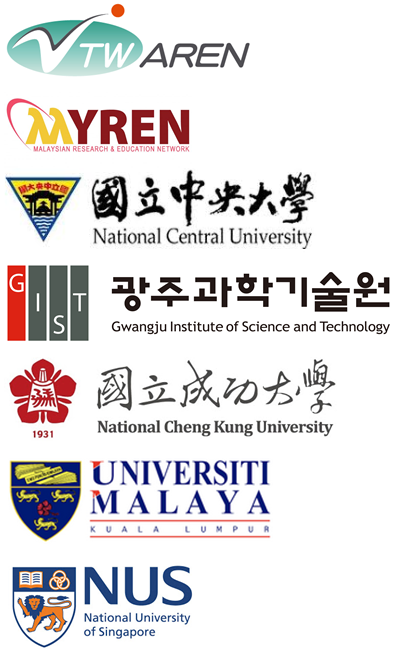 TWAREN
MYREN
MALAYSIAN RESEARCH & EDUCATION NETWORK
國立中央大學
National Central University
GIST
광주과학기술원
Gwangju Institute of Science and Technology
1931
國立成功大學
National Cheng Kung University
UNIVERSITI
MALAYA
KUALA LUMPUR
NUS
National University
of Singapore